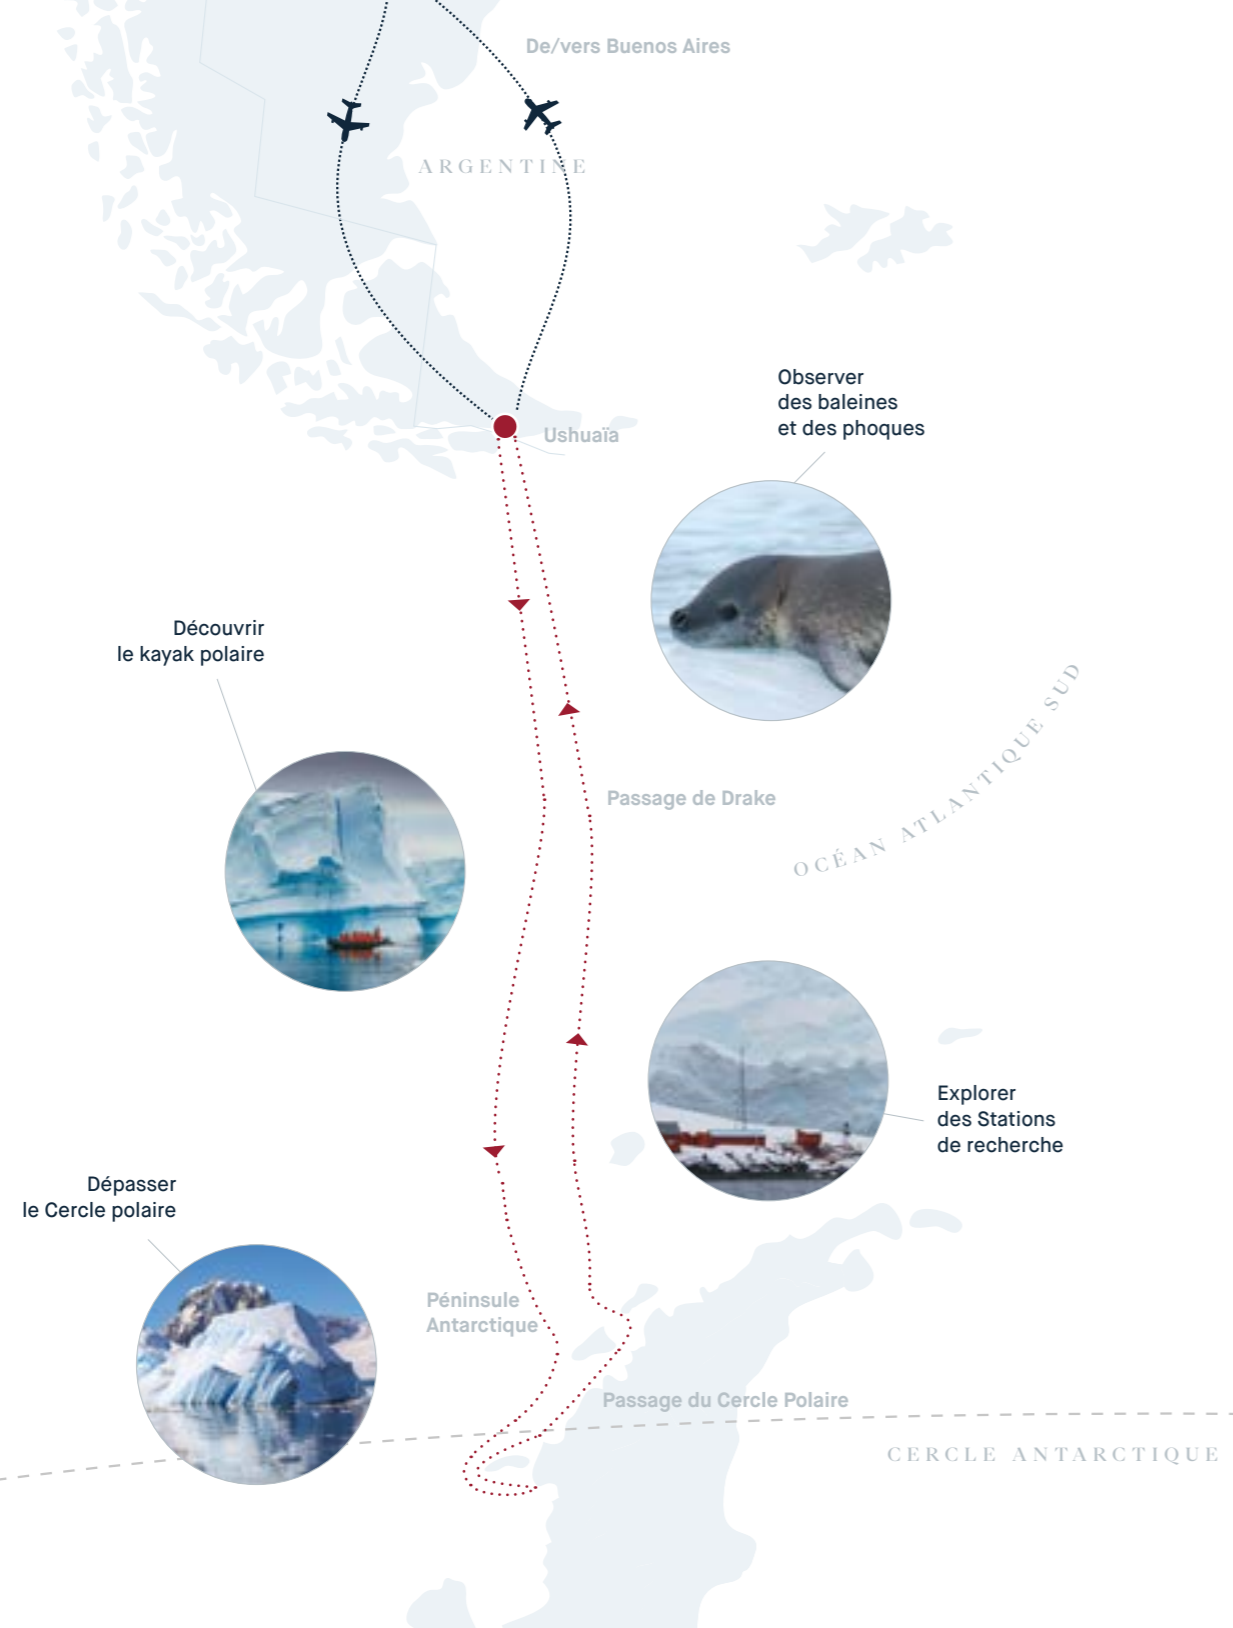 De/vers Buenos Aires
ARGENTINE
Observer
des baleines
et des phoques
Ushuaïa
Découvrir
le kayak polaire
OCÉAN ATLANTIQUE SUD
Passage de Drake
Explorer
des Stations
de recherche
Dépasser
le Cercle polaire
Péninsule
Antarctique
Passage du Cercle Polaire
CERCLE ANTARCTIQUE